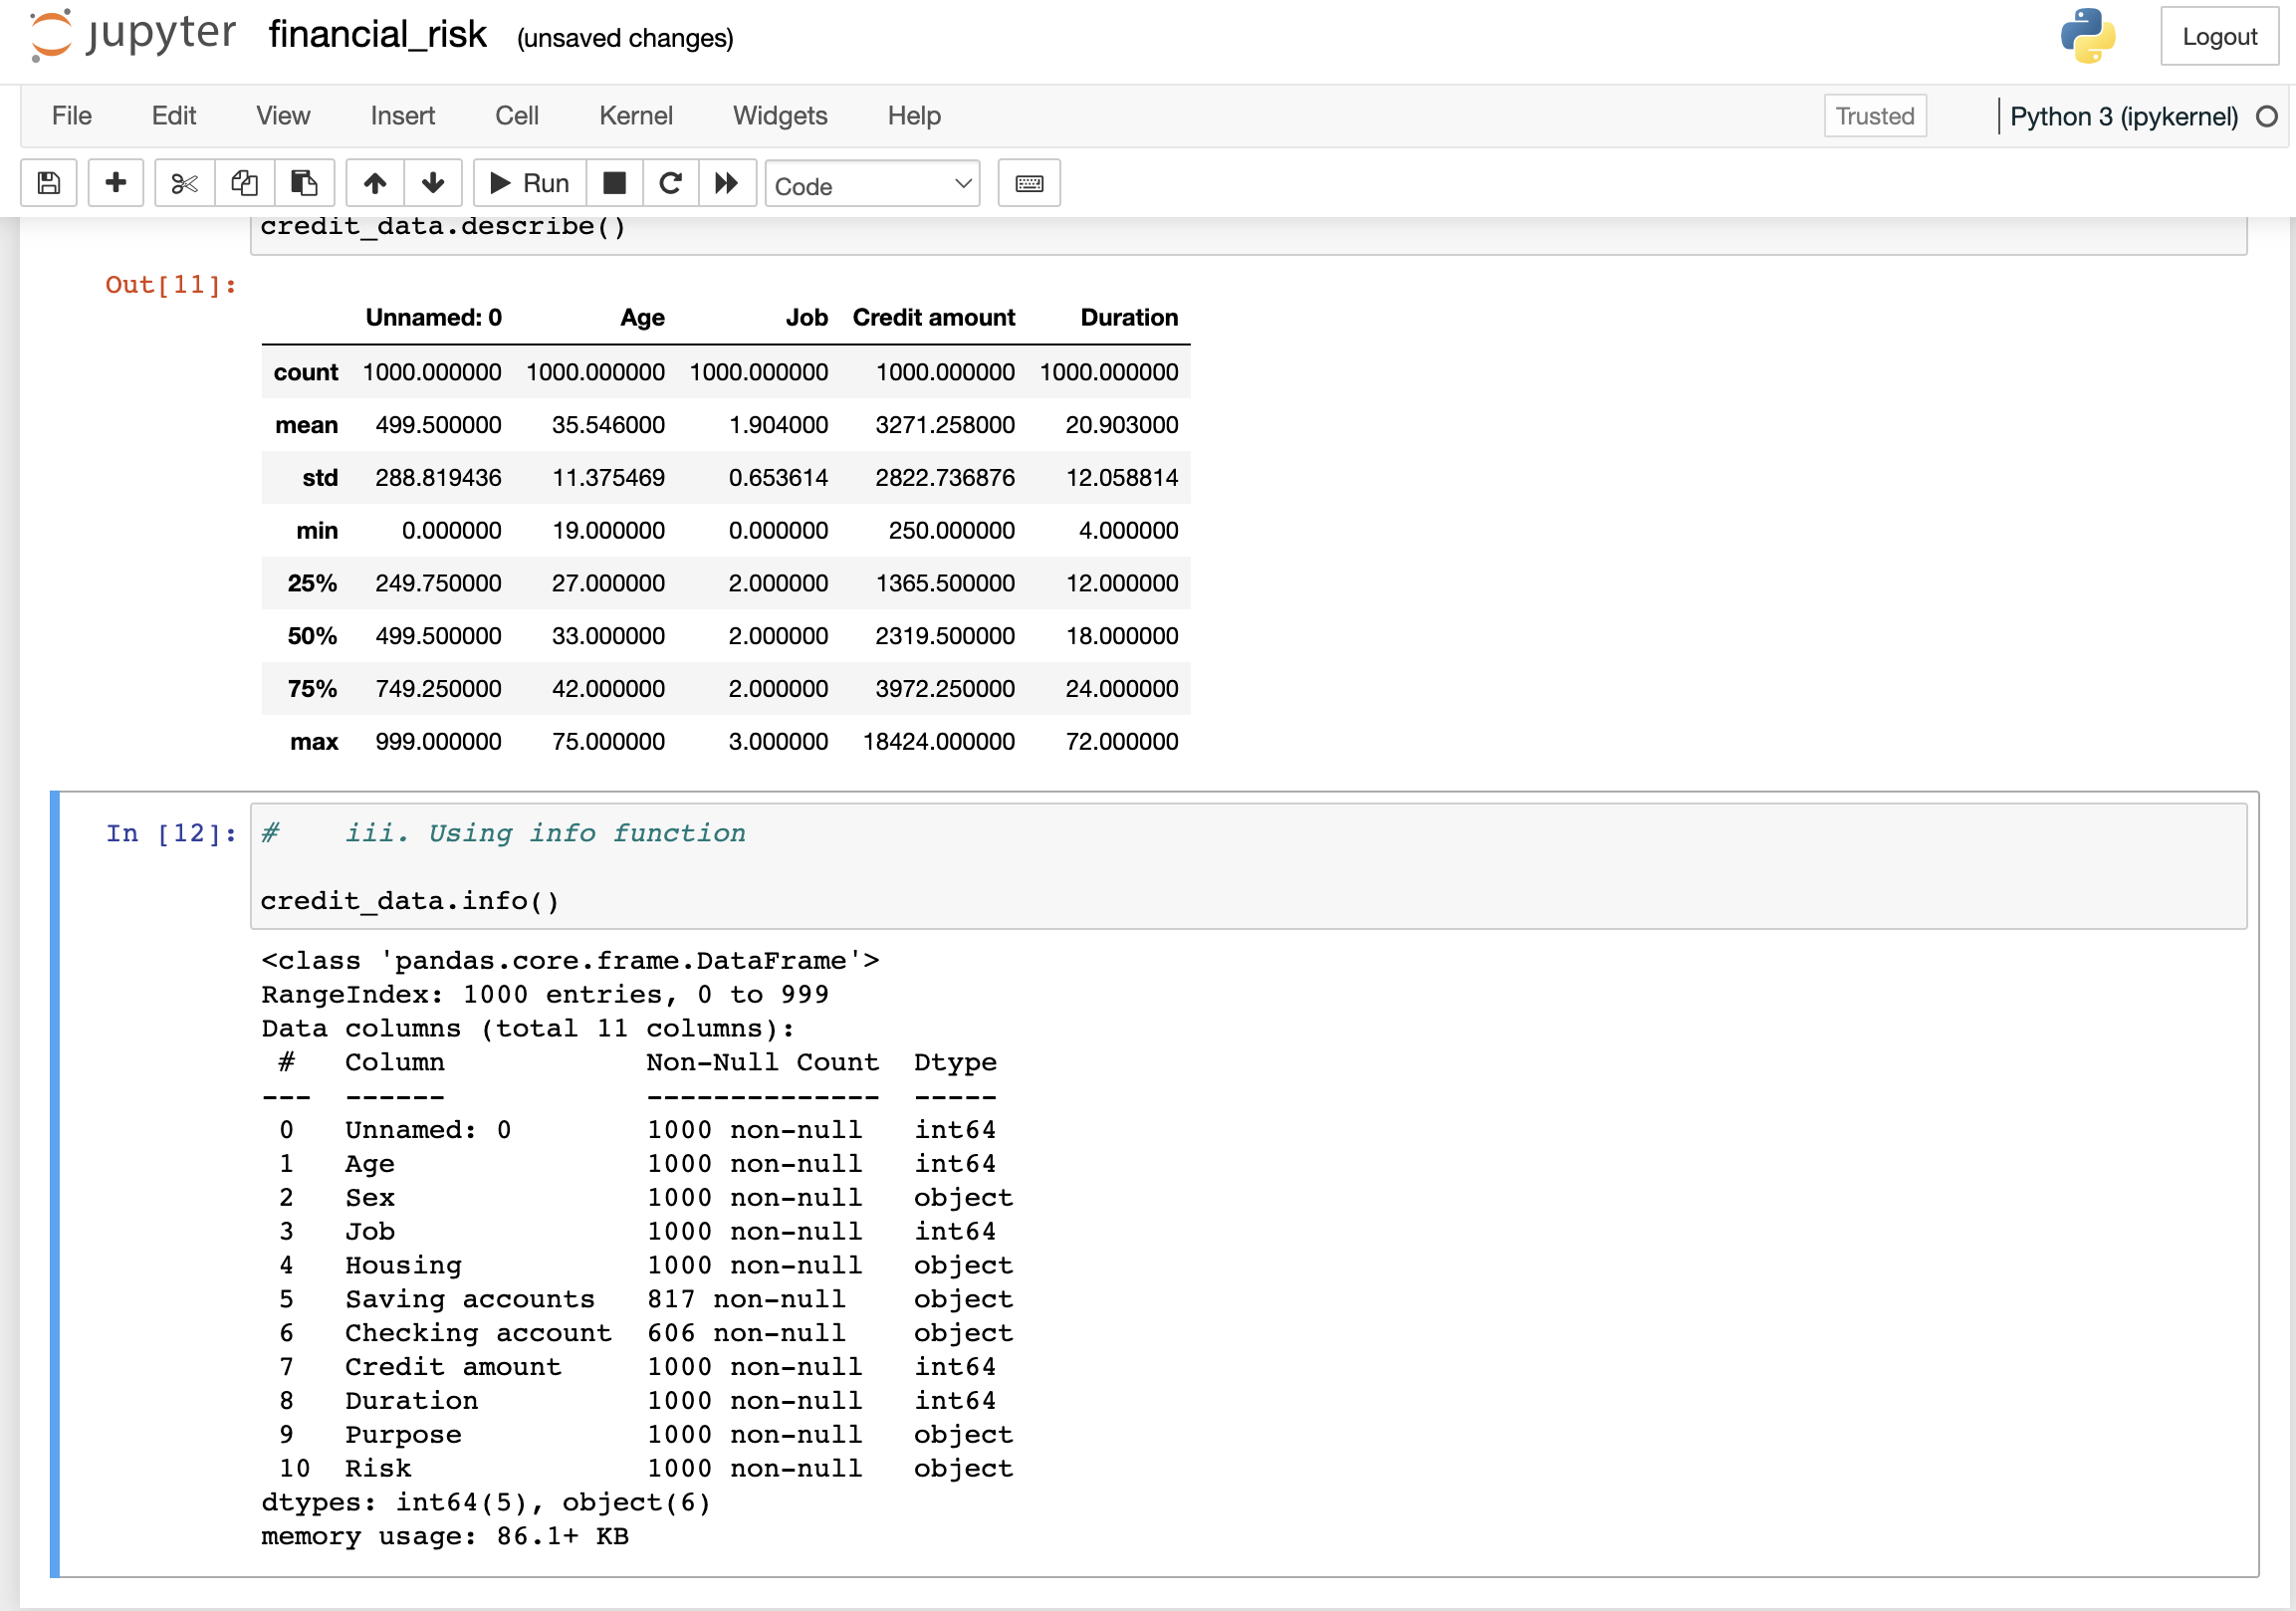 jupyter financial_risk (unsaved changes) Logout
File Edit View Insert Cell Kernel Widgets Help Trusted Python 3 (ipykernel)
Run Code
credit_data.describe()
Out[11]:
Unnamed: 0 Age Job Credit amount Duration
count 1000.000000 1000.000000 1000.000000 1000.000000 1000.000000
mean 499.500000 35.546000 1.904000 3271.258000 20.903000
std 288.819436 11.375469 0.653614 2822.736876 12.058814
min 0.000000 19.000000 0.000000 250.000000 4.000000
25% 249.750000 27.000000 2.000000 1365.500000 12.000000
50% 499.500000 33.000000 2.000000 2319.500000 18.000000
75% 749.250000 42.000000 2.000000 3972.250000 24.000000
max 999.000000 75.000000 3.000000 18424.000000 72.000000
In [12]: # iii. Using info function
credit_data.info()
<class 'pandas.core.frame.DataFrame'>
RangeIndex: 1000 entries, 0 to 999
Data columns (total 11 columns):
# Column Non-Null Count Dtype
--- ------ -------------- -----
0 Unnamed: 0 1000 non-null int64
1 Age 1000 non-null int64
2 Sex 1000 non-null object
3 Job 1000 non-null int64
4 Housing 1000 non-null object
5 Saving accounts 817 non-null object
6 Checking account 606 non-null object
7 Credit amount 1000 non-null int64
8 Duration 1000 non-null int64
9 Purpose 1000 non-null object
10 Risk 1000 non-null object
dtypes: int64(5), object(6)
memory usage: 86.1+ KB